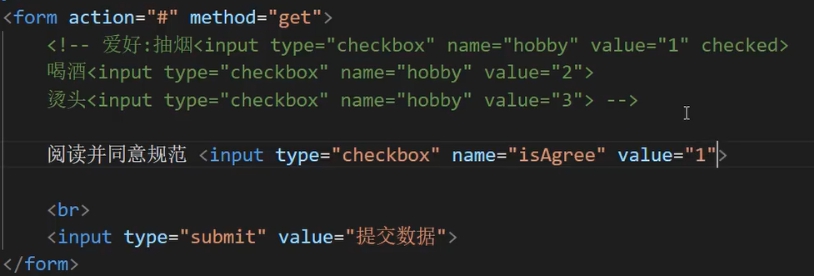 <form action="#" method="get">
<!-- 爱好:抽烟<input type="checkbox" name="hobby" value="1" checked>
喝酒<input type="checkbox" name="hobby" value="2">
烫头<input type="checkbox" name="hobby" value="3"> -->
阅读并同意规范 <input type="checkbox" name="isAgree" value="1">
<br>
<input type="submit" value="提交数据">
</form>